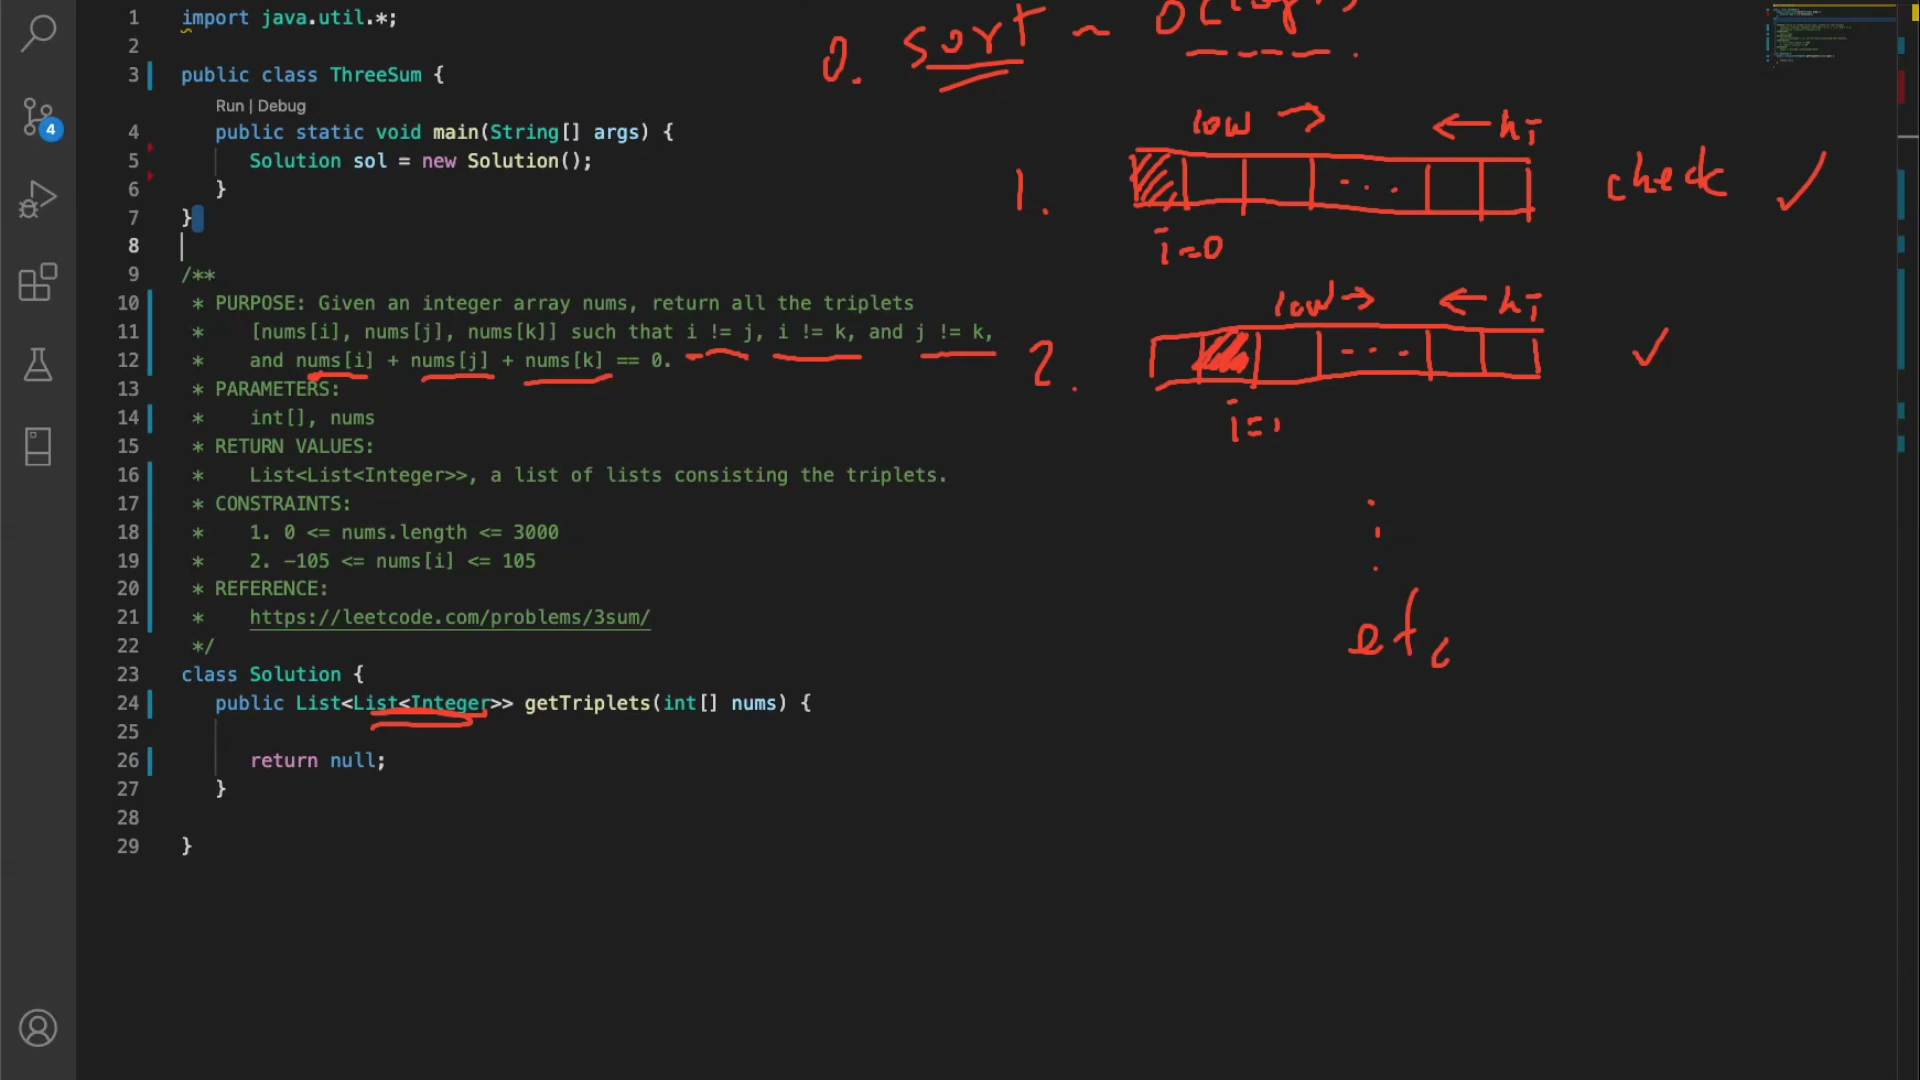 1 import java.util.*;
2
3 public class ThreeSum {
Run | Debug
4 public static void main(String[] args) {
5 Solution sol = new Solution();
6 }
7 }
8
9 /**
10 * PURPOSE: Given an integer array nums, return all the triplets
11 * [nums[i], nums[j], nums[k]] such that i != j, i != k, and j != k,
12 * and nums[i] + nums[j] + nums[k] == 0.
13 * PARAMETERS:
14 * int[], nums
15 * RETURN VALUES:
16 * List<List<Integer>>, a list of lists consisting the triplets.
17 * CONSTRAINTS:
18 * 1. 0 <= nums.length <= 3000
19 * 2. -105 <= nums[i] <= 105
20 * REFERENCE:
21 * https://leetcode.com/problems/3sum/
22 */
23 class Solution {
24 public List<List<Integer>> getTriplets(int[] nums) {
25
26 return null;
27 }
28
29 }
4
0. sort ~
low → ← hi
1. ... check ✓
i=0
low → ← hi
2. ... ✓
i=1
etc